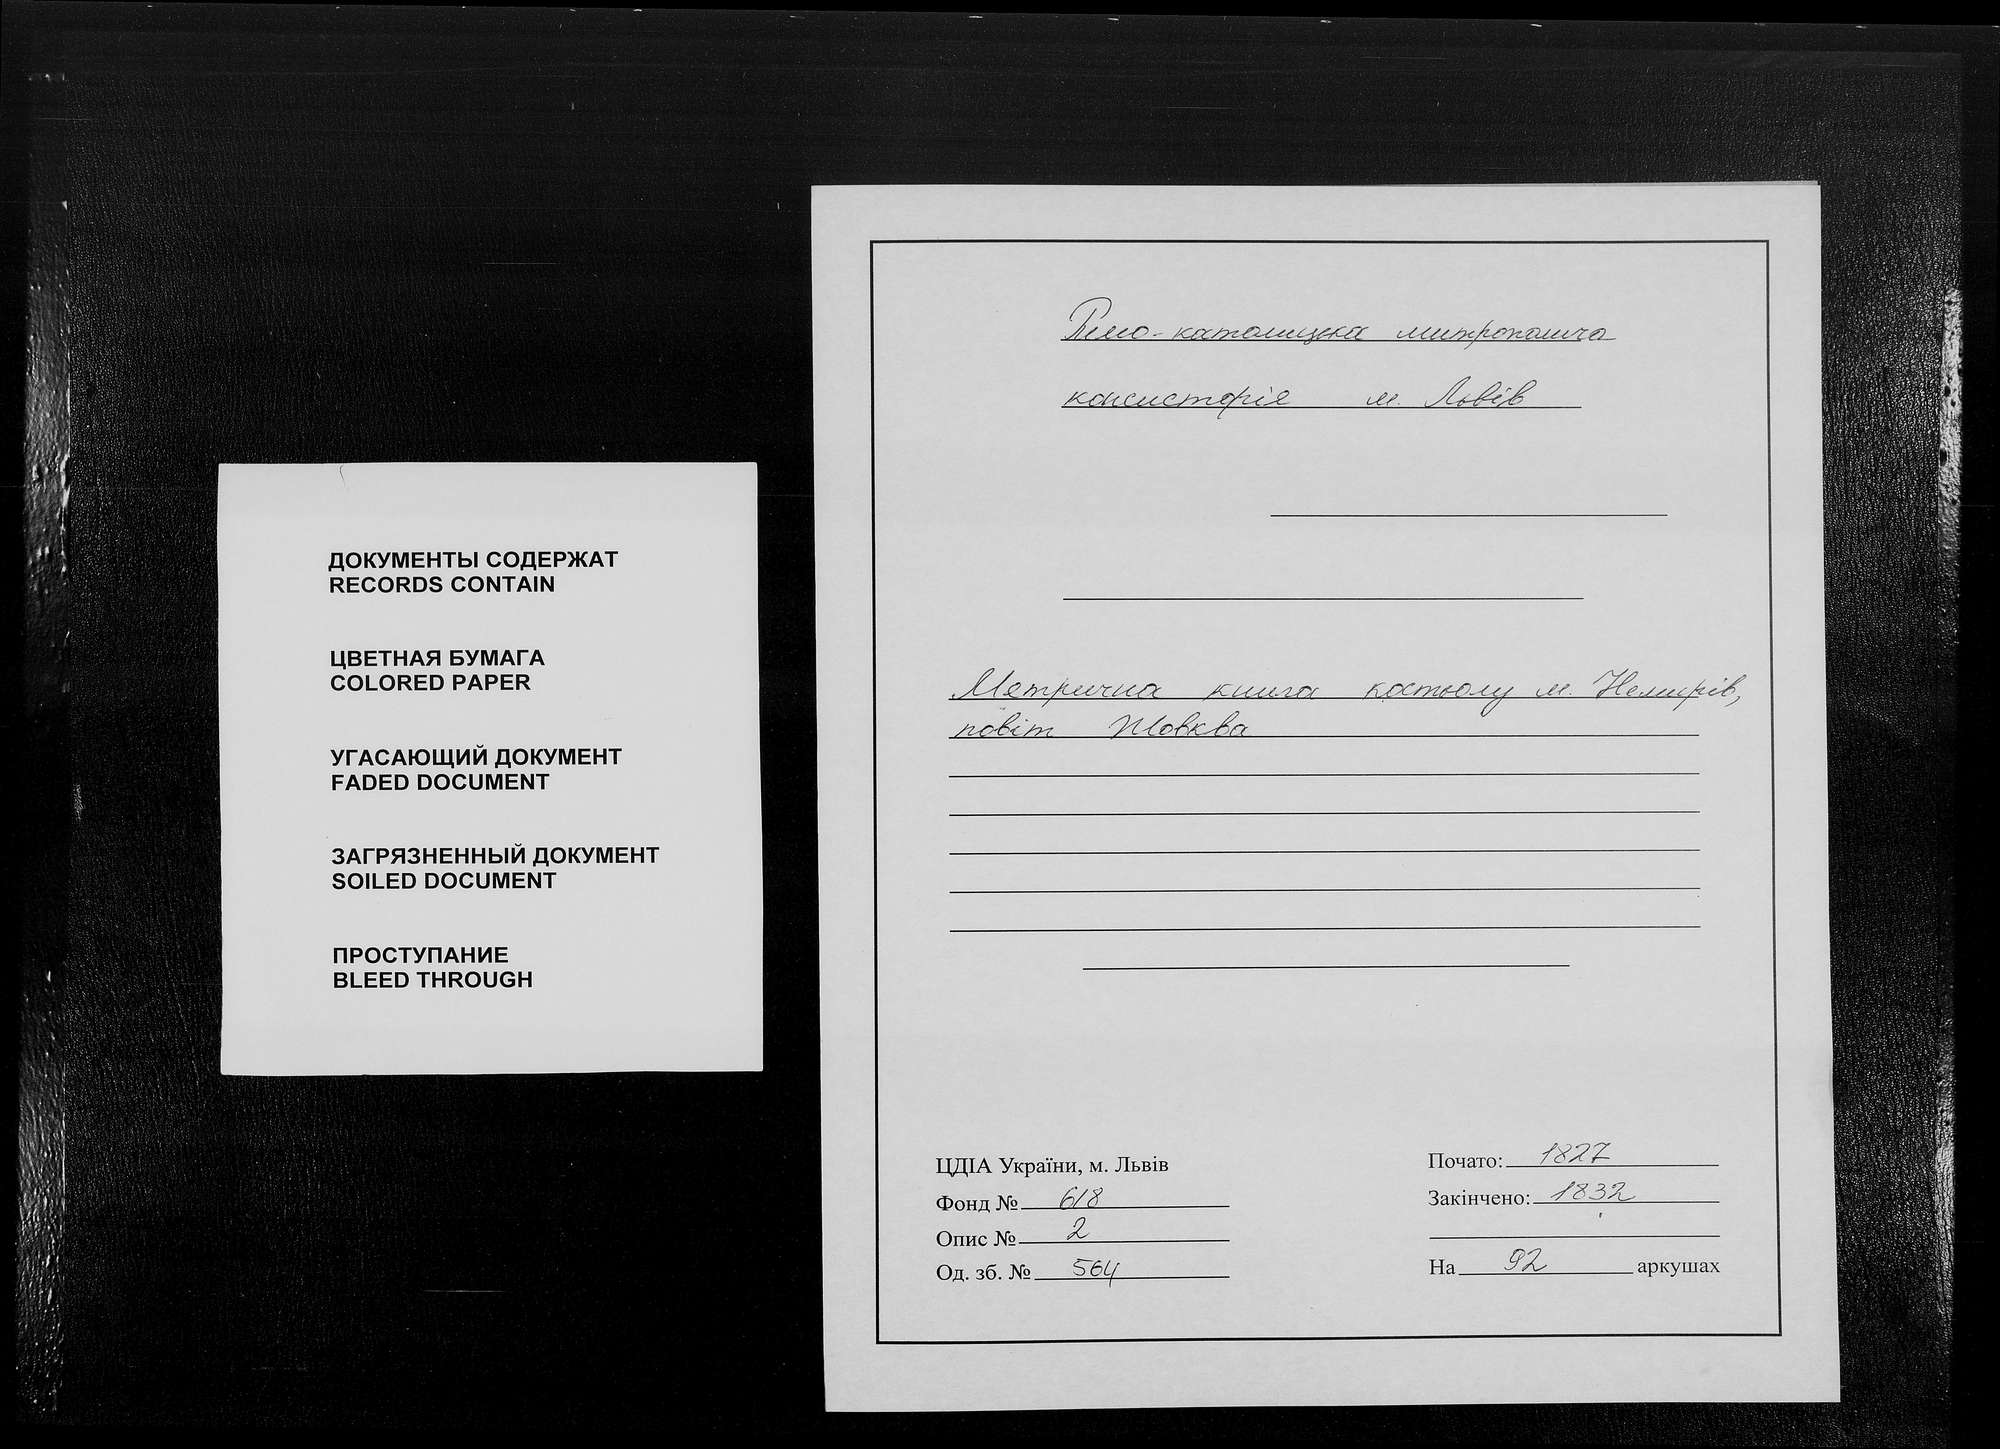 ДОКУМЕНТЫ СОДЕРЖАТ
RECORDS CONTAIN
ЦВЕТНАЯ БУМАГА
COLORED PAPER
УГАСАЮЩИЙ ДОКУМЕНТ
FADED DOCUMENT
ЗАГРЯЗНЕННЫЙ ДОКУМЕНТ
SOILED DOCUMENT
ПРОСТУПАНИЕ
BLEED THROUGH
Римо-католицька митрополича
консисторія м. Львів
Метрична книга костьолу м. Немирів,
повіт Жовква
ЦДІА України, м. Львів
Фонд № 618
Опис № 2
Од. зб. № 564
Почато: 1827
Закінчено: 1832
На 92 аркушах